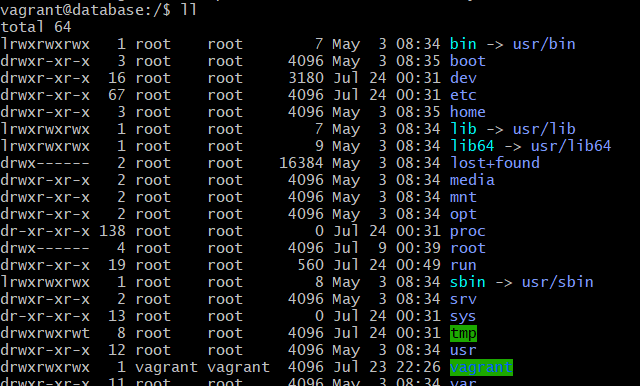 vagrant@database:/$ ll
total 64
lrwxrwxrwx   1 root    root        7 May  3 08:34 bin -> usr/bin
drwxr-xr-x   3 root    root     4096 May  3 08:35 boot
drwxr-xr-x  16 root    root     3180 Jul 24 00:31 dev
drwxr-xr-x  67 root    root     4096 Jul 24 00:31 etc
drwxr-xr-x   3 root    root     4096 May  3 08:35 home
lrwxrwxrwx   1 root    root        7 May  3 08:34 lib -> usr/lib
lrwxrwxrwx   1 root    root        9 May  3 08:34 lib64 -> usr/lib64
drwx------   2 root    root    16384 May  3 08:34 lost+found
drwxr-xr-x   2 root    root     4096 May  3 08:34 media
drwxr-xr-x   2 root    root     4096 May  3 08:34 mnt
drwxr-xr-x   2 root    root     4096 May  3 08:34 opt
dr-xr-xr-x 138 root    root        0 Jul 24 00:31 proc
drwx------   4 root    root     4096 Jul  9 00:39 root
drwxr-xr-x  19 root    root      560 Jul 24 00:49 run
lrwxrwxrwx   1 root    root        8 May  3 08:34 sbin -> usr/sbin
drwxr-xr-x   2 root    root     4096 May  3 08:34 srv
dr-xr-xr-x  13 root    root        0 Jul 24 00:31 sys
drwxrwxrwt   8 root    root     4096 Jul 24 00:31 tmp
drwxr-xr-x  12 root    root     4096 May  3 08:34 usr
drwxrwxrwx   1 vagrant vagrant  4096 Jul 23 22:26 vagrant
drwxr-xr-x  11 root    root     4096 May  3 08:34 var